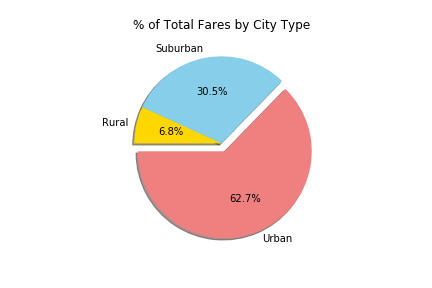 % of Total Fares by City Type
Suburban
30.5%
Rural
6.8%
62.7%
Urban